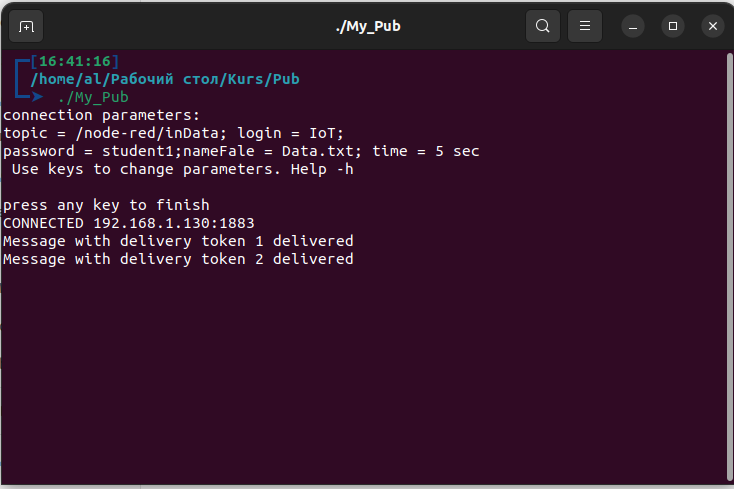 ./My_Pub
[16:41:16]
/home/al/Рабочий стол/Kurs/Pub
./My_Pub
connection parameters:
topic = /node-red/inData; login = IoT;
password = student1;nameFale = Data.txt; time = 5 sec
Use keys to change parameters. Help -h
press any key to finish
CONNECTED 192.168.1.130:1883
Message with delivery token 1 delivered
Message with delivery token 2 delivered